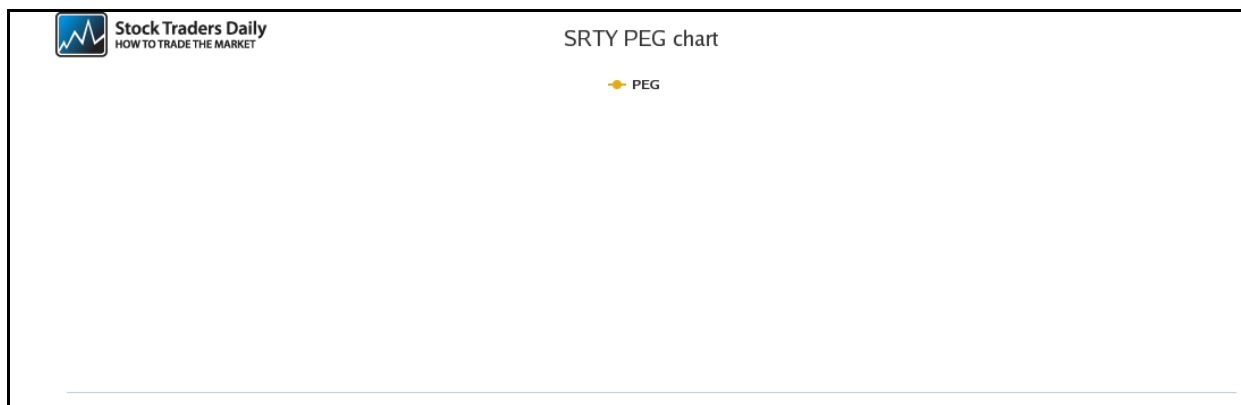 Stock Traders Daily
HOW TO TRADE THE MARKET
SRTY PEG chart
PEG